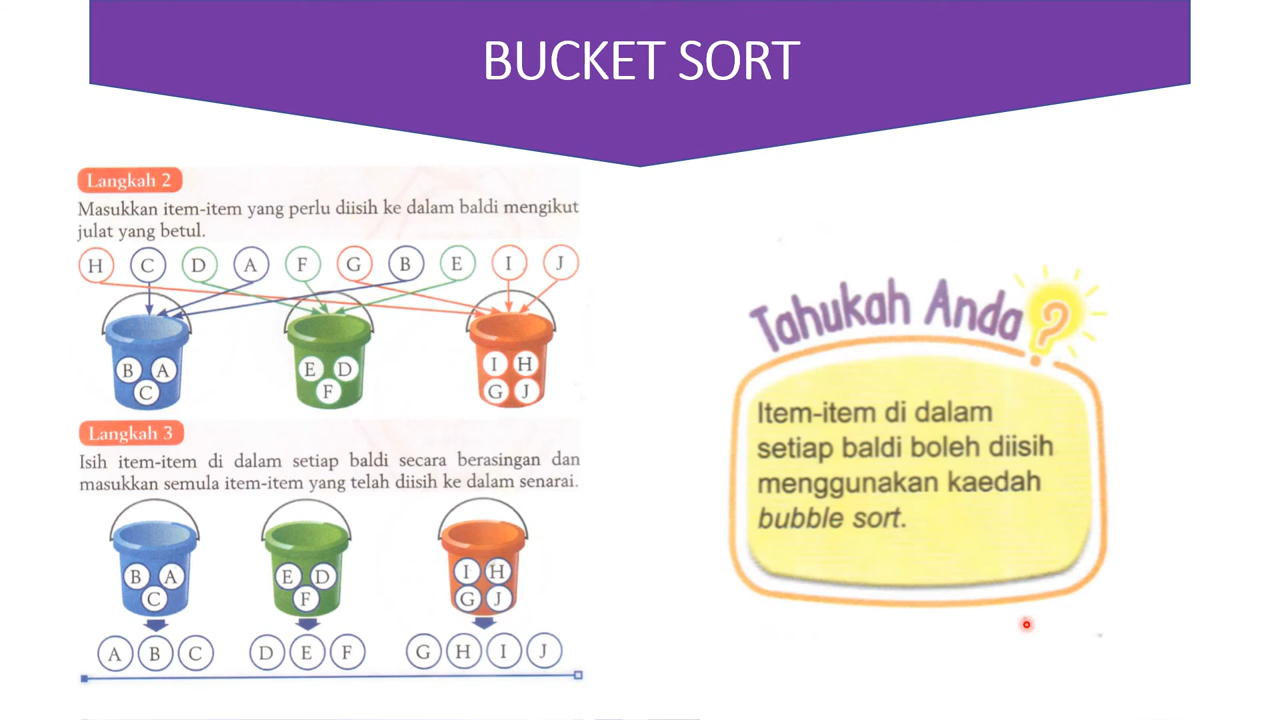 BUCKET SORT
Langkah 2
Masukkan item-item yang perlu diisih ke dalam baldi mengikut
julat yang betul.
H C D A F G B E I J
B A E D I H
C F G J
Langkah 3
Isih item-item di dalam setiap baldi secara berasingan dan
masukkan semula item-item yang telah diisih ke dalam senarai.
B A E D I H
C F G J
A B C D E F G H I J
Tahukah Anda ?
Item-item di dalam
setiap baldi boleh diisih
menggunakan kaedah
bubble sort.